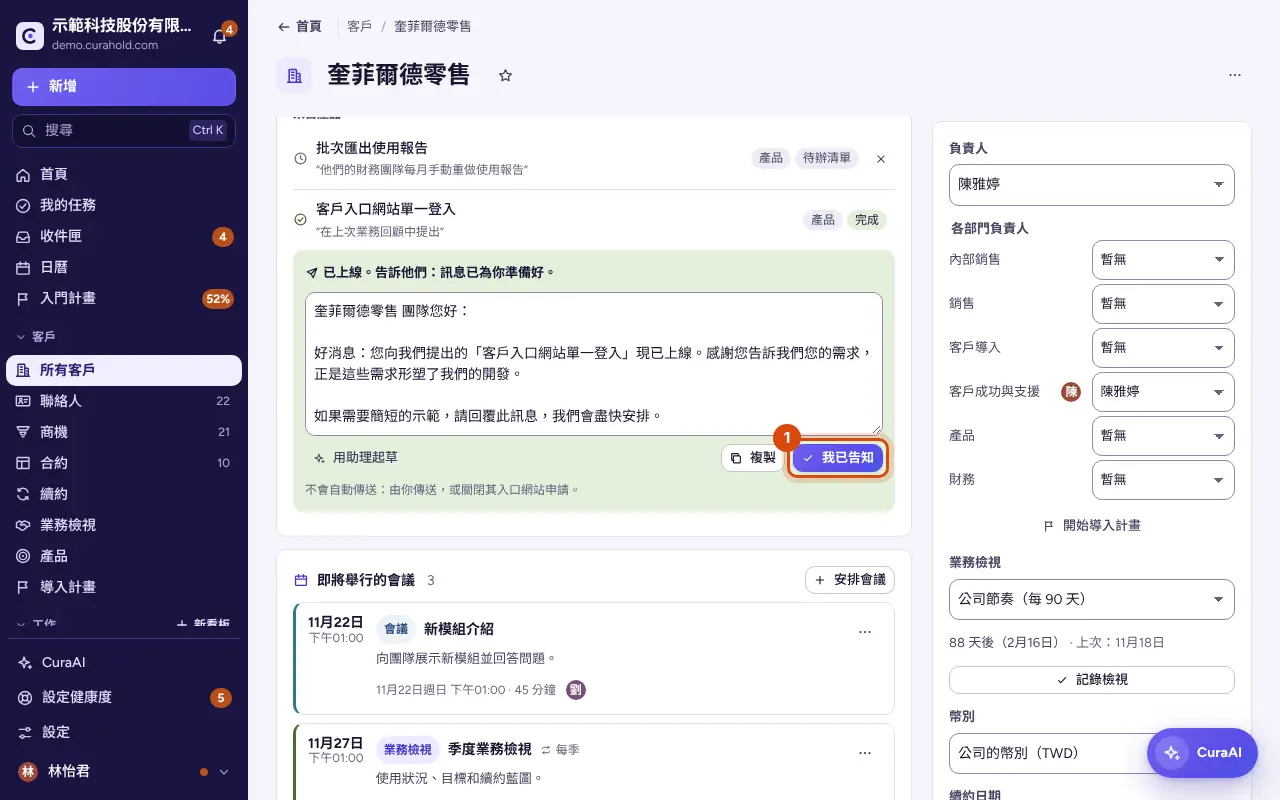 示範科技股份有限...
demo.curahold.com
4
新增
搜尋
Ctrl K
首頁
我的任務
收件匣
4
日曆
入門計畫
52%
客戶
所有客戶
聯絡人
22
商機
21
合約
10
續約
業務檢視
產品
導入計畫
工作
新看板
CuraAI
設定健康度
5
設定
林
林怡君
首頁
客戶 / 奎菲爾德零售
奎菲爾德零售
批次匯出使用報告
“他們的財務團隊每月手動重做使用報告”
產品
待辦清單
客戶入口網站單一登入
“在上次業務回顧中提出”
產品
完成
已上線。告訴他們：訊息已為你準備好。
奎菲爾德零售 團隊您好：
好消息：您向我們提出的「客戶入口網站單一登入」現已上線。感謝您告訴我們您的需求，
正是這些需求形塑了我們的開發。
如果需要簡短的示範，請回覆此訊息，我們會盡快安排。
用助理起草
複製
1
我已告知
不會自動傳送：由你傳送，或關閉其入口網站申請。
即將舉行的會議 3
安排會議
11月22日
下午01:00
會議
新模組介紹
向團隊展示新模組並回答問題。
11月22日週日 下午01:00 · 45 分鐘
劉
11月27日
下午01:00
業務檢視
季度業務檢視
每季
使用狀況、目標和續約藍圖。
負責人
陳雅婷
各部門負責人
內部銷售
暫無
銷售
暫無
客戶導入
暫無
客戶成功與支援
陳
陳雅婷
產品
暫無
財務
暫無
開始導入計畫
業務檢視
公司節奏（每 90 天）
88 天後（2月16日） · 上次：11月18日
記錄檢視
幣別
公司的幣別（TWD）
CuraAI
續約日期